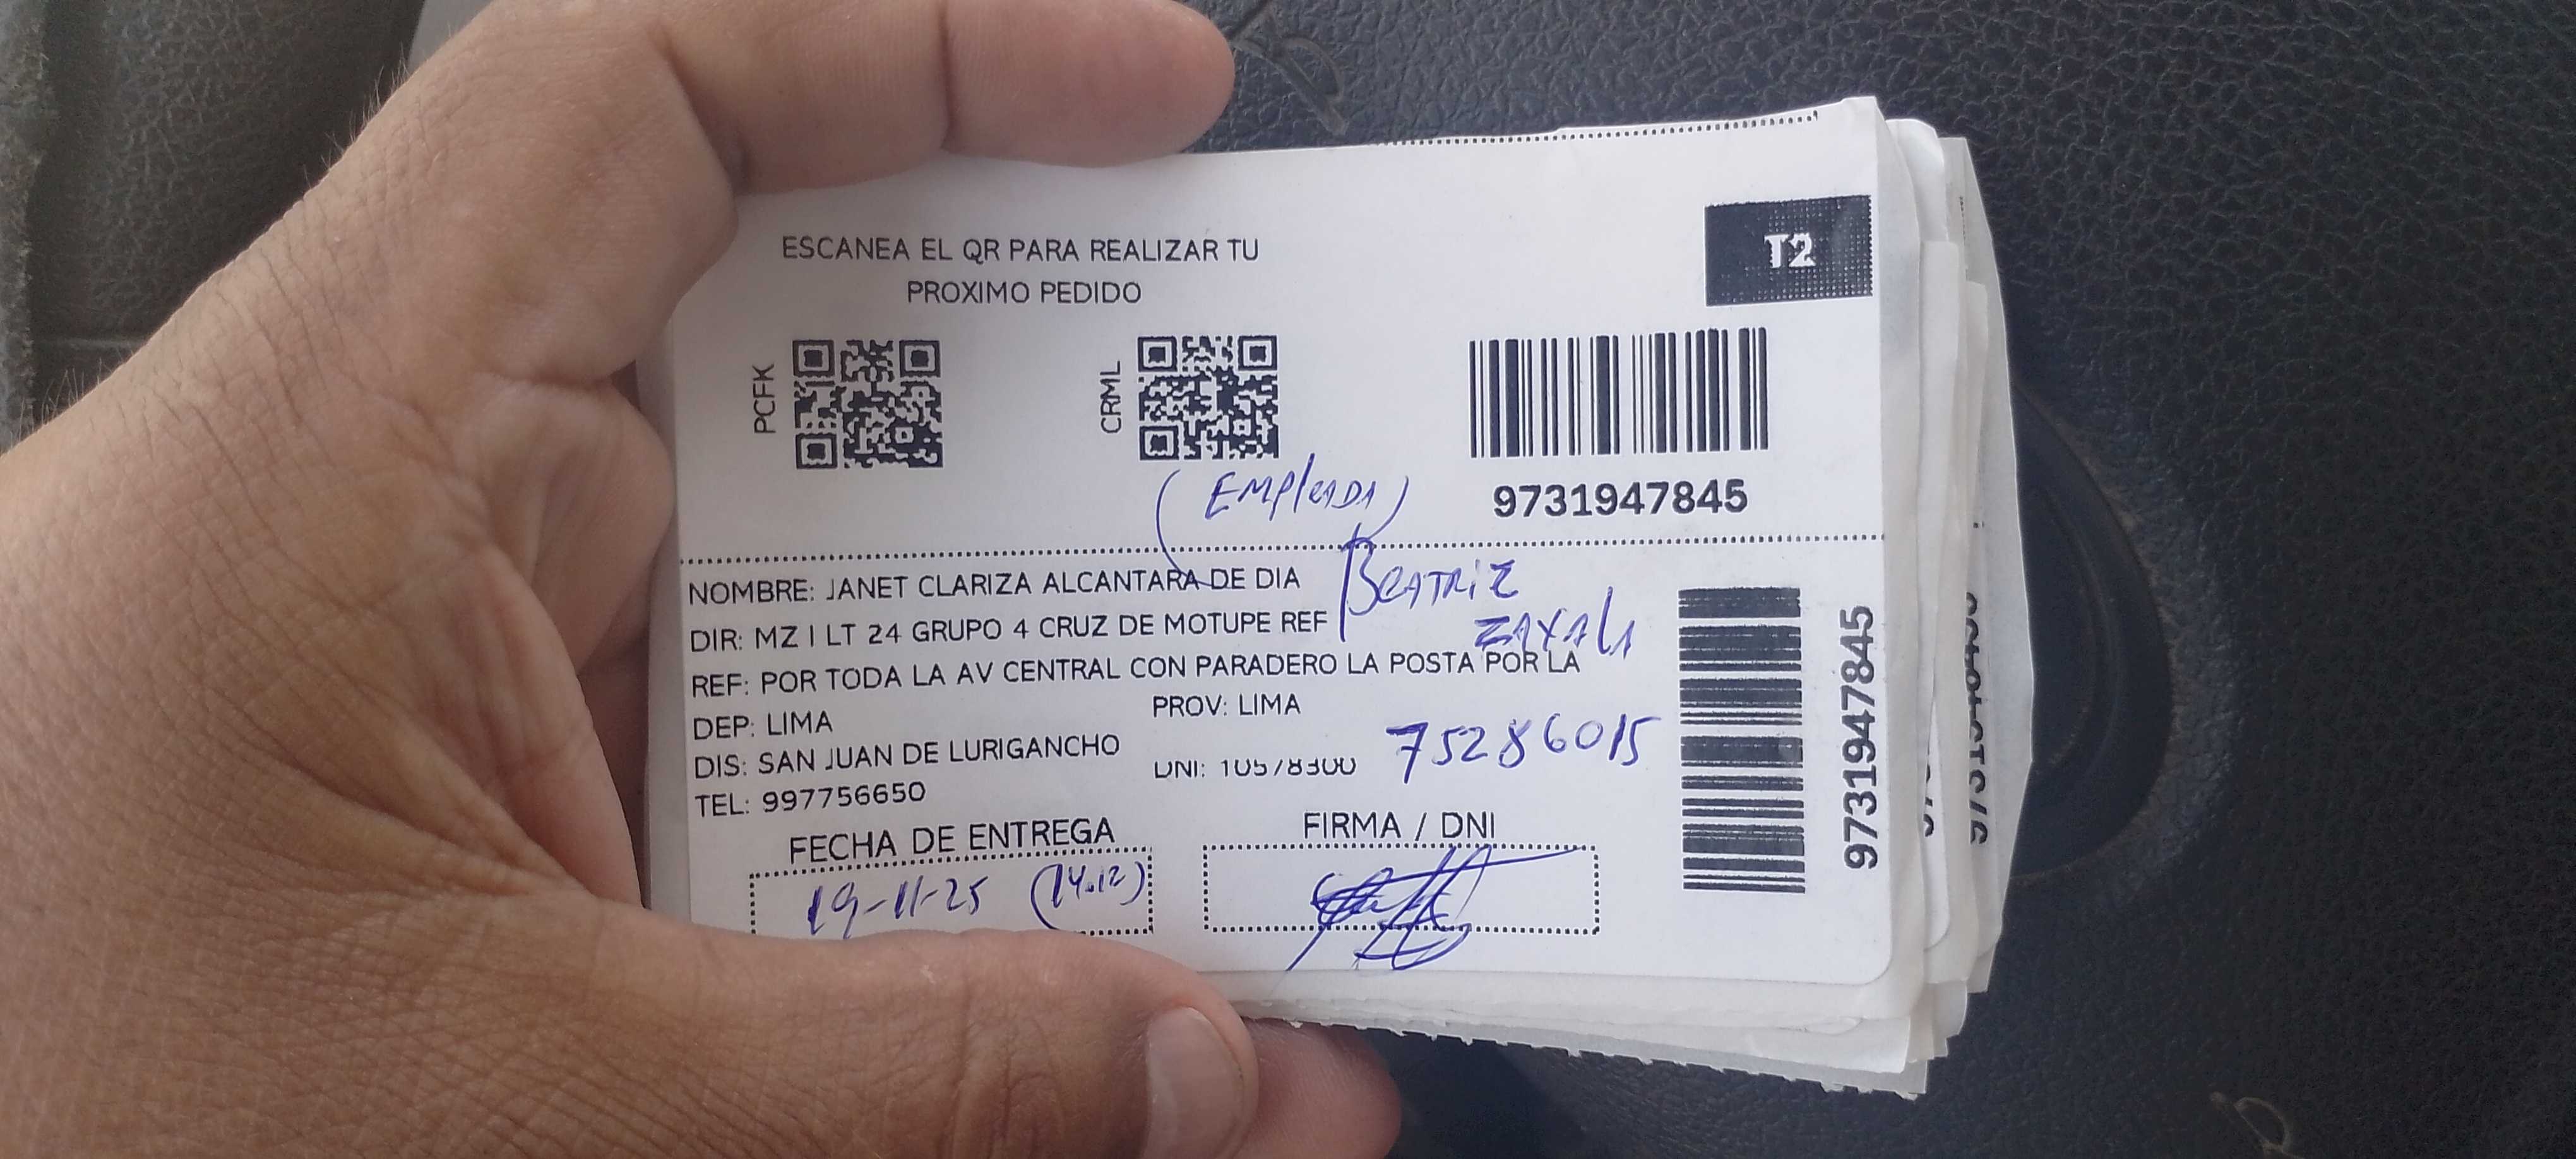 ESCANEA EL QR PARA REALIZAR TU
PROXIMO PEDIDO
T2
PCFK
CRML
9731947845
(EMPLEADA)
NOMBRE: JANET CLARIZA ALCANTARA DE DIA
BEATRIZ
DIR: MZ I LT 24 GRUPO 4 CRUZ DE MOTUPE REF
REF: POR TODA LA AV CENTRAL CON PARADERO LA POSTA POR LA
DEP: LIMA PROV: LIMA
DIS: SAN JUAN DE LURIGANCHO DNI: 10578300 75286015
TEL: 997756650
9731947845
FECHA DE ENTREGA FIRMA / DNI
19-11-25 (14.12)